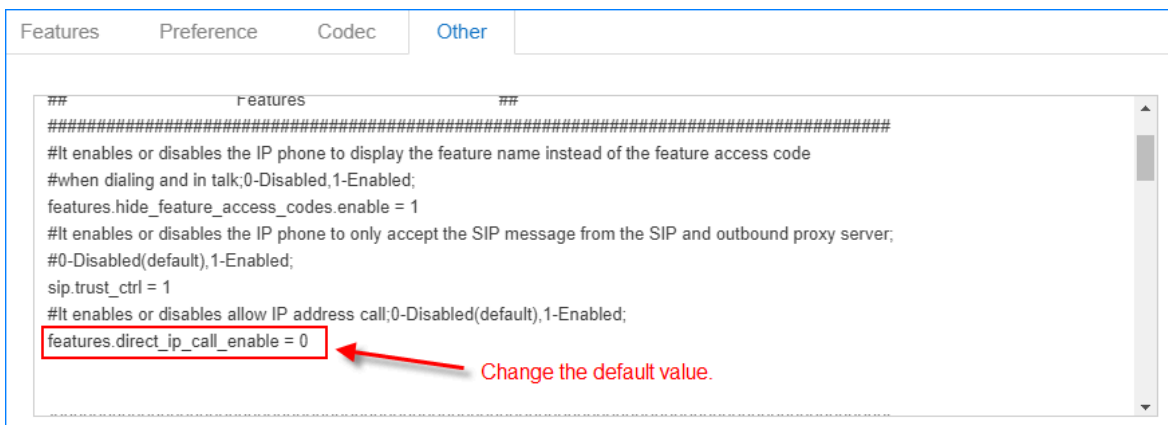 Features Preference Codec Other
## Features ##
######################################################################################
#It enables or disables the IP phone to display the feature name instead of the feature access code
#when dialing and in talk;0-Disabled,1-Enabled;
features.hide_feature_access_codes.enable = 1
#It enables or disables the IP phone to only accept the SIP message from the SIP and outbound proxy server;
#0-Disabled(default),1-Enabled;
sip.trust_ctrl = 1
#It enables or disables allow IP address call;0-Disabled(default),1-Enabled;
features.direct_ip_call_enable = 0
Change the default value.